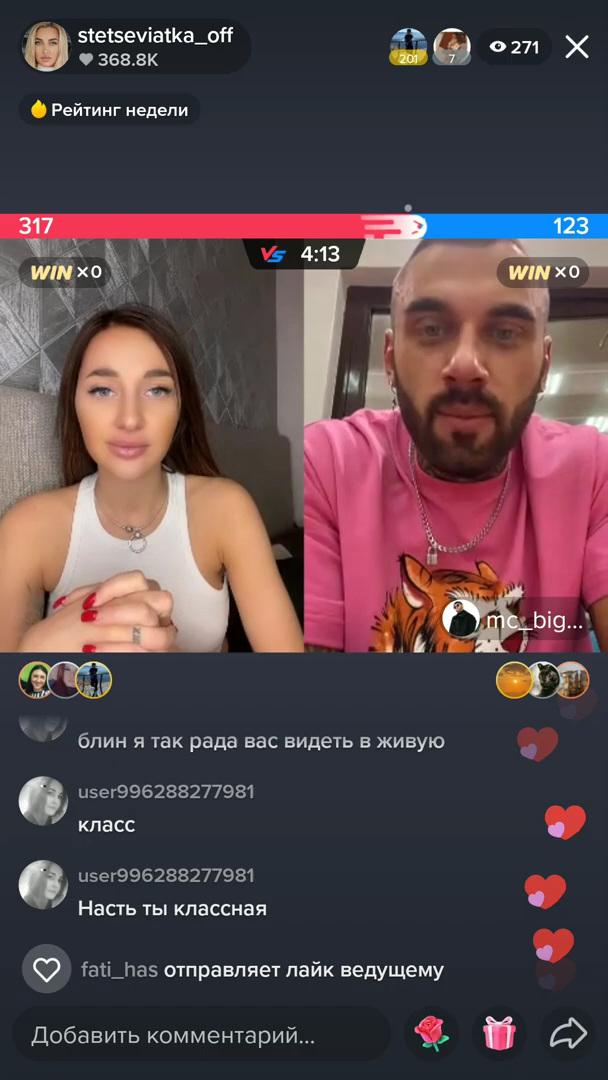 stetseviatka_off
368.8K
201
7
271
Рейтинг недели
317
123
VS 4:13
WIN ×0
WIN ×0
mc_big...
блин я так рада вас видеть в живую
user996288277981
класс
user996288277981
Насть ты классная
fati_has отправляет лайк ведущему
Добавить комментарий...